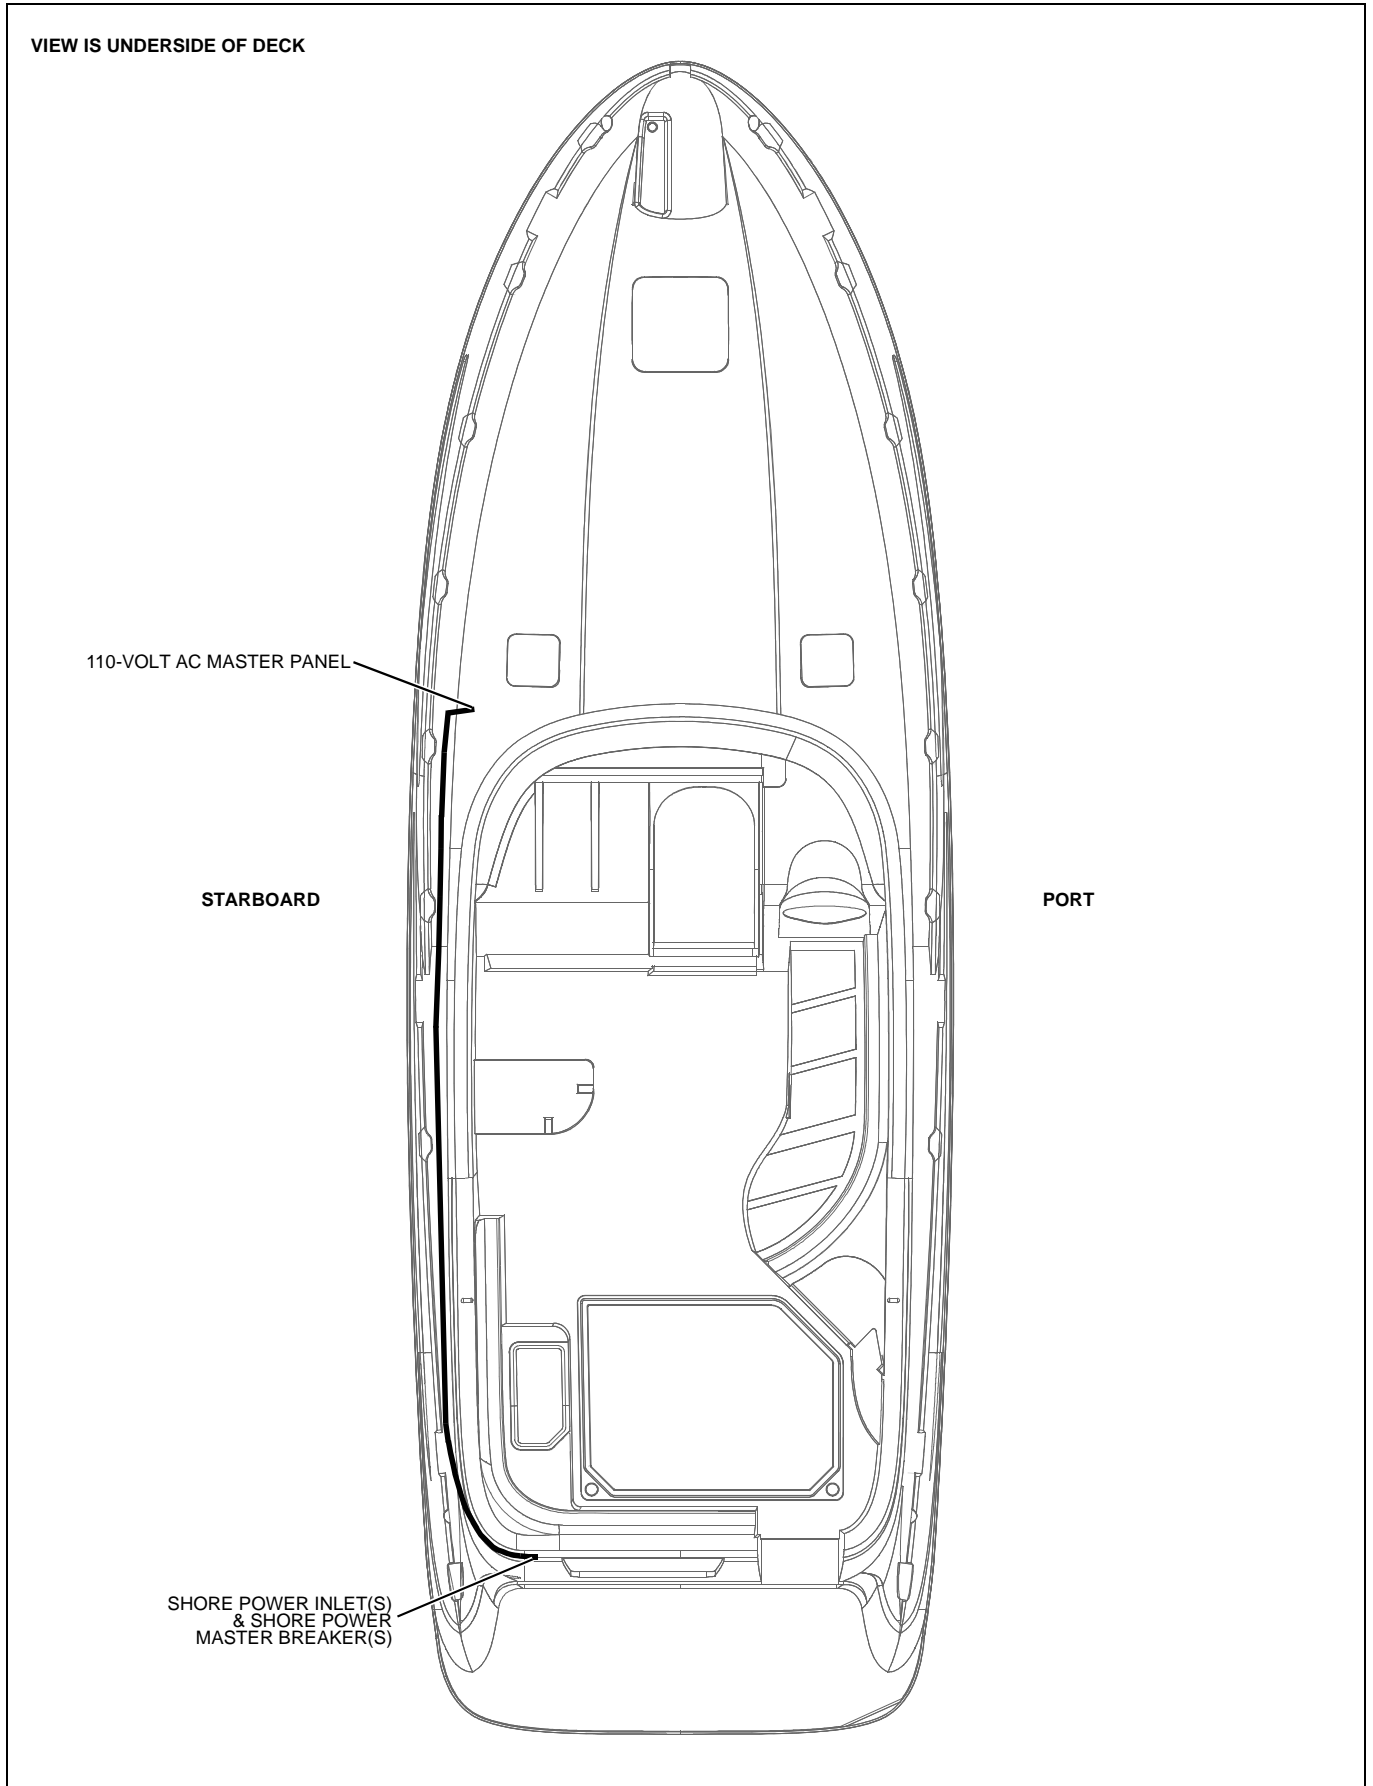 VIEW IS UNDERSIDE OF DECK
110-VOLT AC MASTER PANEL
STARBOARD
PORT
SHORE POWER INLET(S)
& SHORE POWER
MASTER BREAKER(S)